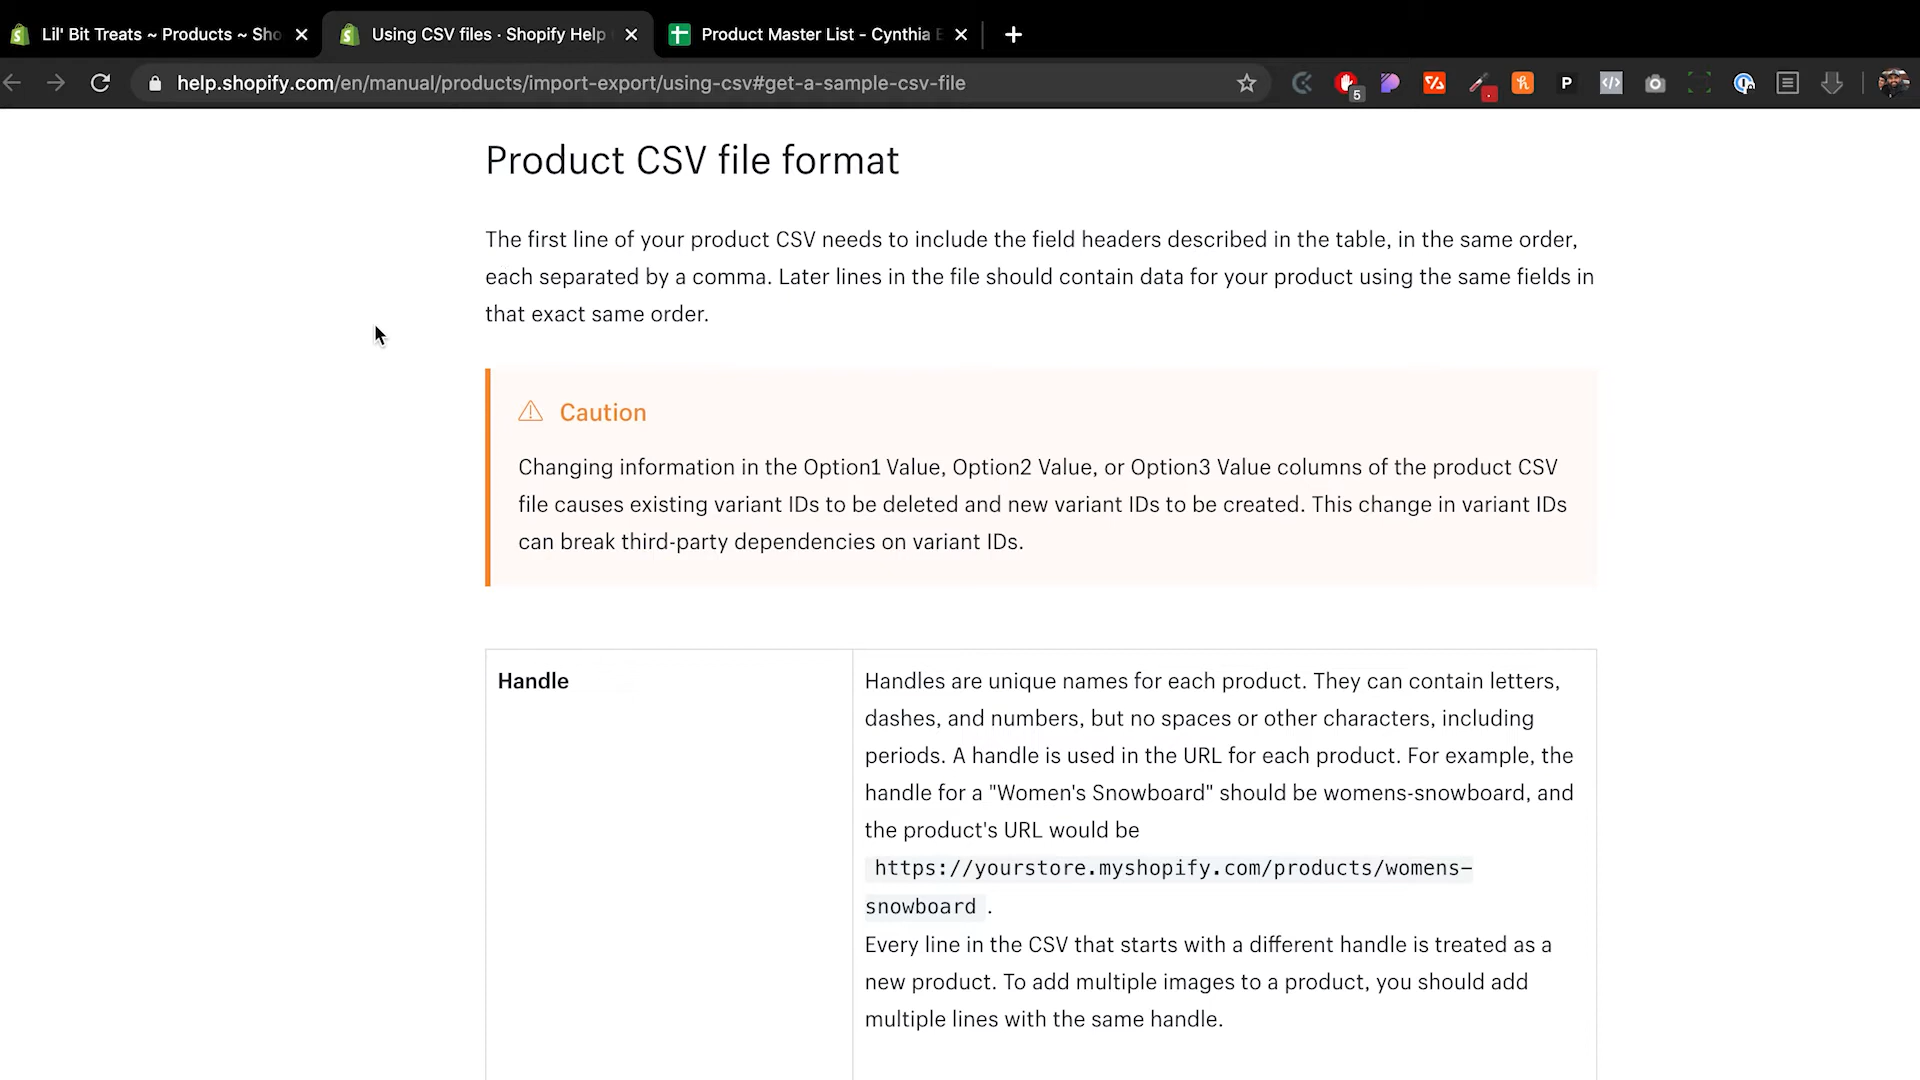 Lil' Bit Treats ~ Products ~ Sho
Using CSV files · Shopify Help
Product Master List - Cynthia
help.shopify.com/en/manual/products/import-export/using-csv#get-a-sample-csv-file
5
P
Product CSV file format
The first line of your product CSV needs to include the field headers described in the table, in the same order,
each separated by a comma. Later lines in the file should contain data for your product using the same fields in
that exact same order.
Caution
Changing information in the Option1 Value, Option2 Value, or Option3 Value columns of the product CSV
file causes existing variant IDs to be deleted and new variant IDs to be created. This change in variant IDs
can break third-party dependencies on variant IDs.
Handle
Handles are unique names for each product. They can contain letters,
dashes, and numbers, but no spaces or other characters, including
periods. A handle is used in the URL for each product. For example, the
handle for a "Women's Snowboard" should be womens-snowboard, and
the product's URL would be
https://yourstore.myshopify.com/products/womens-
snowboard .
Every line in the CSV that starts with a different handle is treated as a
new product. To add multiple images to a product, you should add
multiple lines with the same handle.